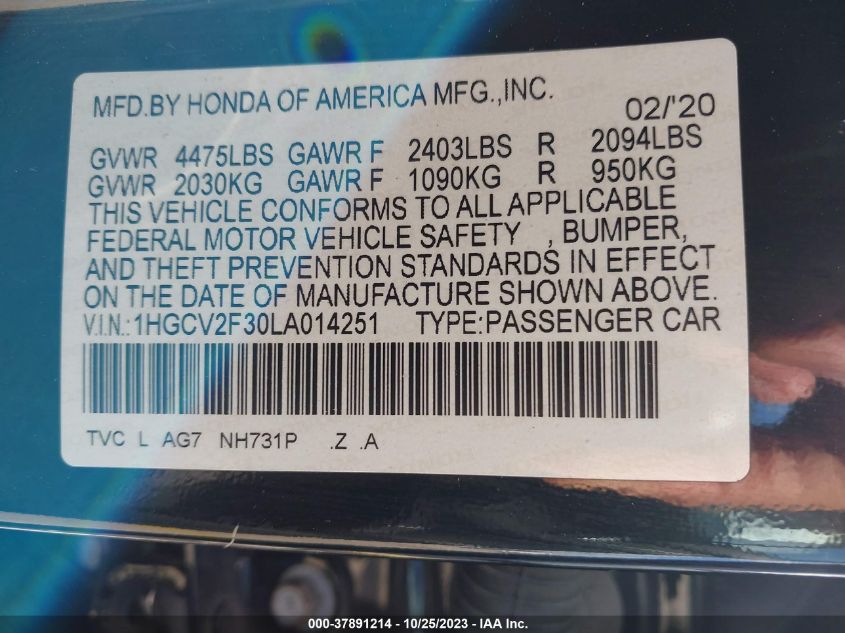 MFD.BY HONDA OF AMERICA MFG.,INC. 02/'20
GVWR 4475LBS GAWR F 2403LBS R 2094LBS
GVWR 2030KG GAWR F 1090KG R 950KG
THIS VEHICLE CONFORMS TO ALL APPLICABLE
FEDERAL MOTOR VEHICLE SAFETY , BUMPER,
AND THEFT PREVENTION STANDARDS IN EFFECT
ON THE DATE OF MANUFACTURE SHOWN ABOVE.
V.I.N.:1HGCV2F30LA014251 TYPE:PASSENGER CAR
TVC L AG7 NH731P .Z .A
000-37891214 - 10/25/2023 - IAA Inc.